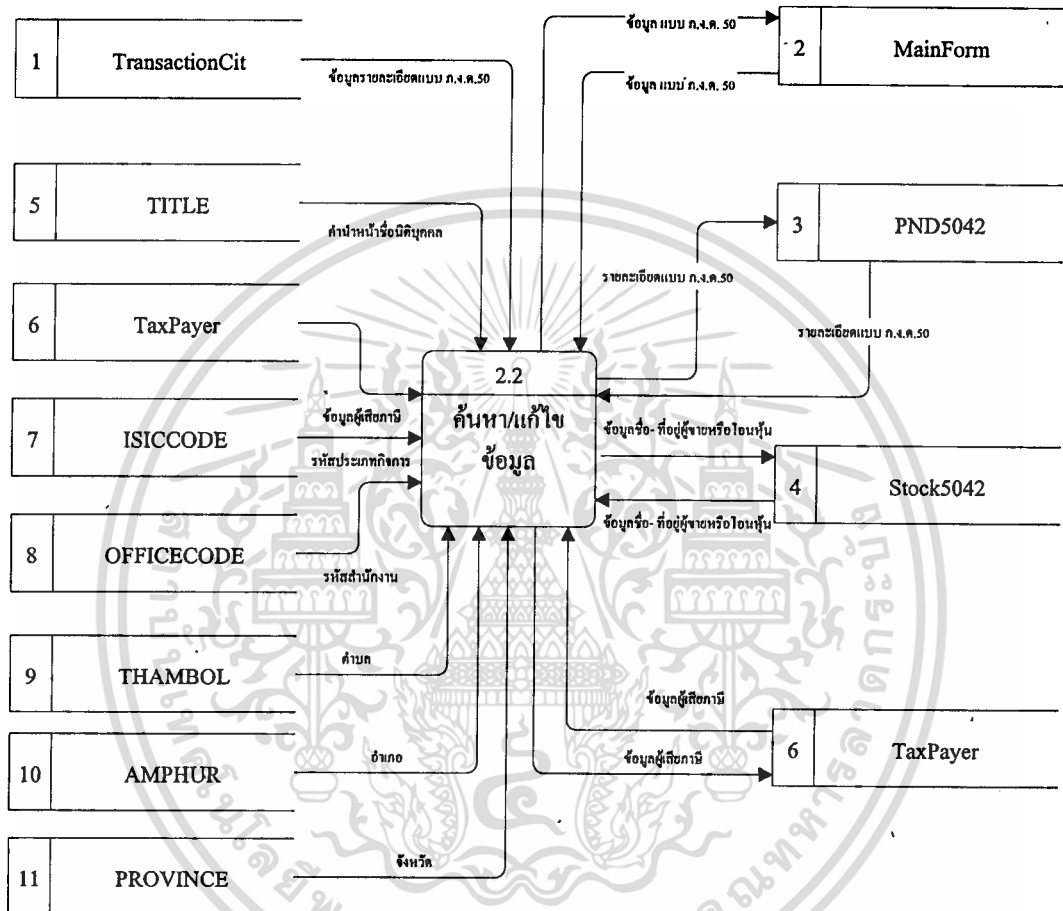 1 TransactionCit
ข้อมูลรายละเอียดแบบ ภ.ง.ด.50
ข้อมูล แบบ ภ.ง.ด. 50
ข้อมูล แบบ ภ.ง.ด. 50
2 MainForm
5 TITLE
คำนำหน้าชื่อนิติบุคคล
3 PND5042
รายละเอียดแบบ ภ.ง.ด.50
รายละเอียดแบบ ภ.ง.ด.50
6 TaxPayer
ข้อมูลผู้เสียภาษี
2.2
ค้นหา/แก้ไข
ข้อมูล
7 ISICCODE
รหัสประเภทกิจการ
ข้อมูลชื่อ- ที่อยู่ผู้ขายหรือโอนหุ้น
4 Stock5042
ข้อมูลชื่อ- ที่อยู่ผู้ขายหรือโอนหุ้น
8 OFFICECODE
รหัสสำนักงาน
9 THAMBOL
ตำบล
ข้อมูลผู้เสียภาษี
ข้อมูลผู้เสียภาษี
6 TaxPayer
10 AMPHUR
อำเภอ
11 PROVINCE
จังหวัด